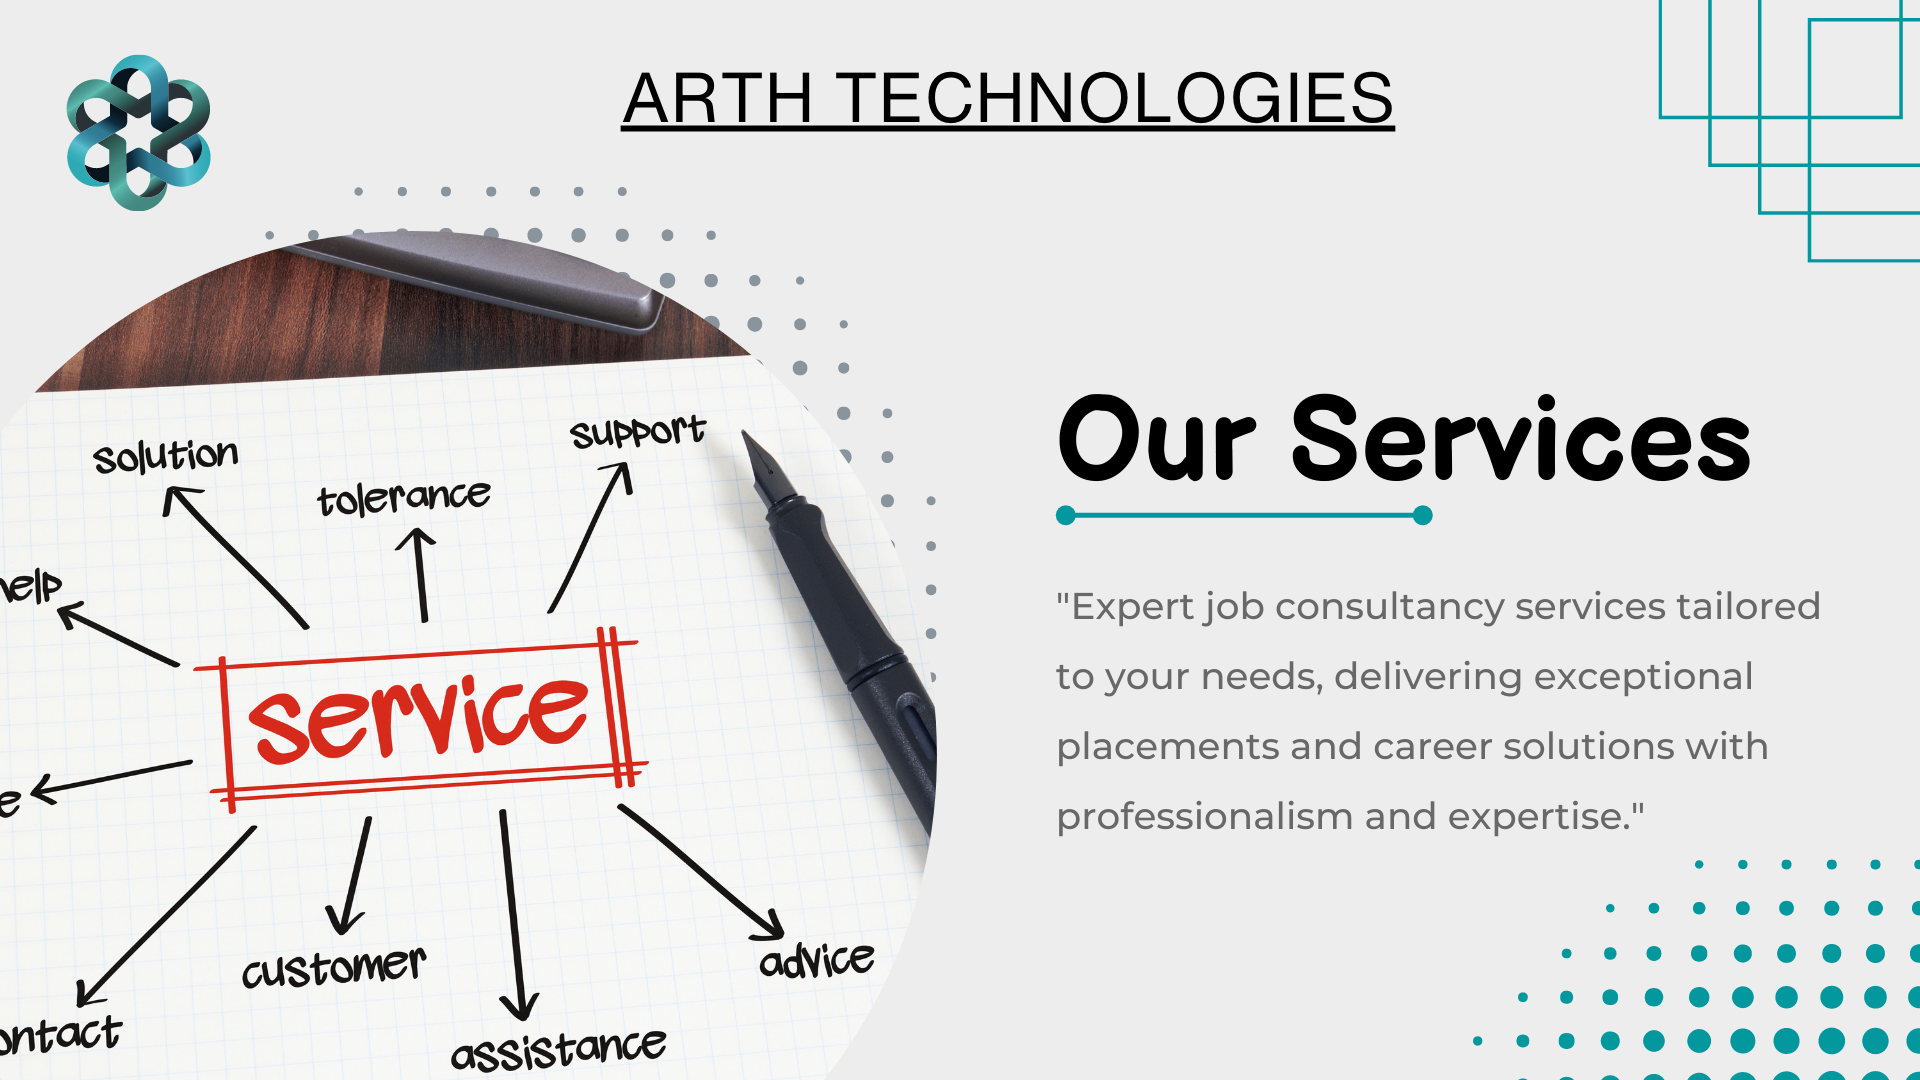 ARTH TECHNOLOGIES
solution
support
tolerance
service
customer
advice
assistance
Our Services
"Expert job consultancy services tailored
to your needs, delivering exceptional
placements and career solutions with
professionalism and expertise."